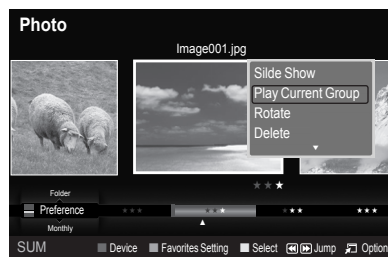 Photo
Image001.jpg
Silde Show
Play Current Group
Rotate
Delete
Folder
Preference
Monthly
SUM Device Favorites Setting Select Jump Option